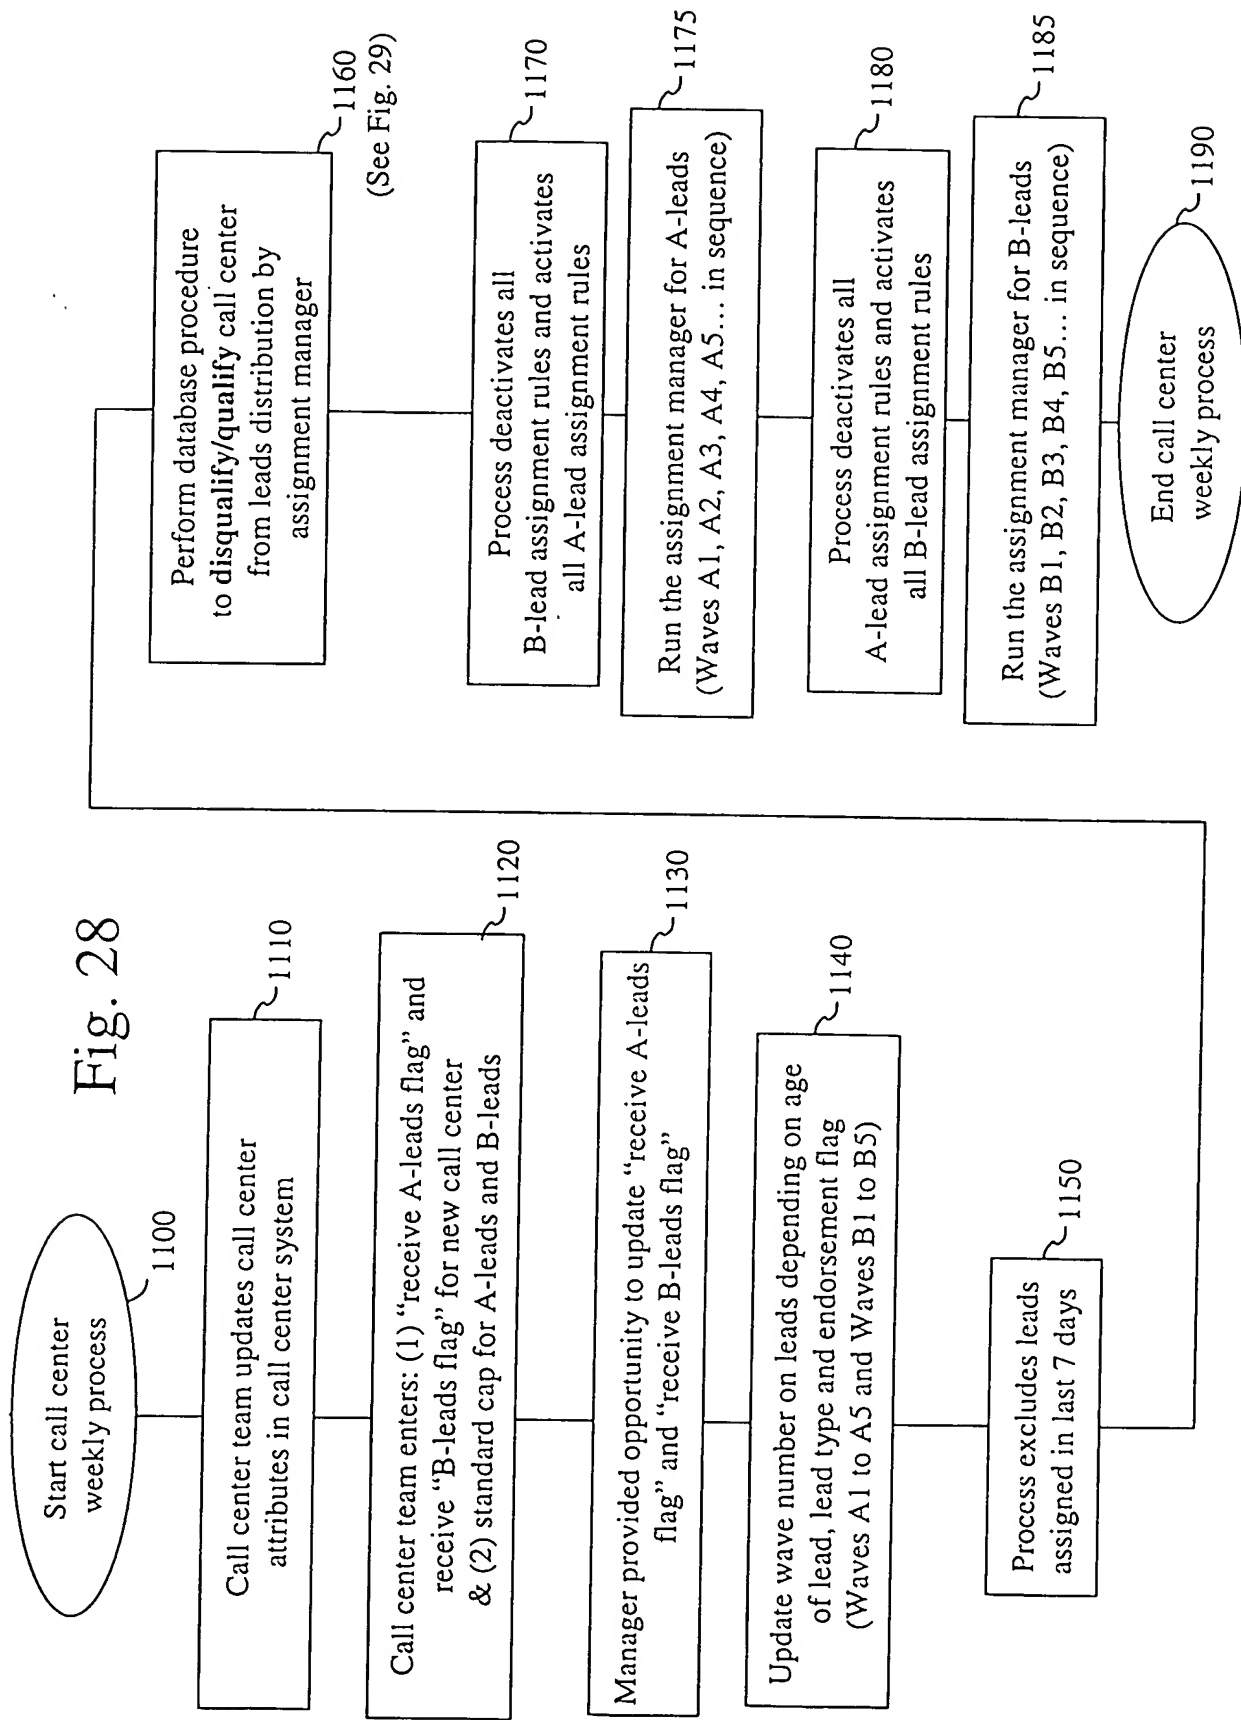 Fig. 28
Start call center
weekly process
1100
Call center team updates call center
attributes in call center system
1110
Call center team enters: (1) “receive A-leads flag” and
receive “B-leads flag” for new call center
& (2) standard cap for A-leads and B-leads
1120
Manager provided opportunity to update “receive A-leads
flag” and “receive B-leads flag”
1130
Update wave number on leads depending on age
of lead, lead type and endorsement flag
(Waves A1 to A5 and Waves B1 to B5)
1140
Process excludes leads
assigned in last 7 days
1150
Perform database procedure
to disqualify/qualify call center
from leads distribution by
assignment manager
1160
(See Fig. 29)
Process deactivates all
B-lead assignment rules and activates
all A-lead assignment rules
1170
Run the assignment manager for A-leads
(Waves A1, A2, A3, A4, A5... in sequence)
1175
Process deactivates all
A-lead assignment rules and activates
all B-lead assignment rules
1180
Run the assignment manager for B-leads
(Waves B1, B2, B3, B4, B5... in sequence)
1185
End call center
weekly process
1190